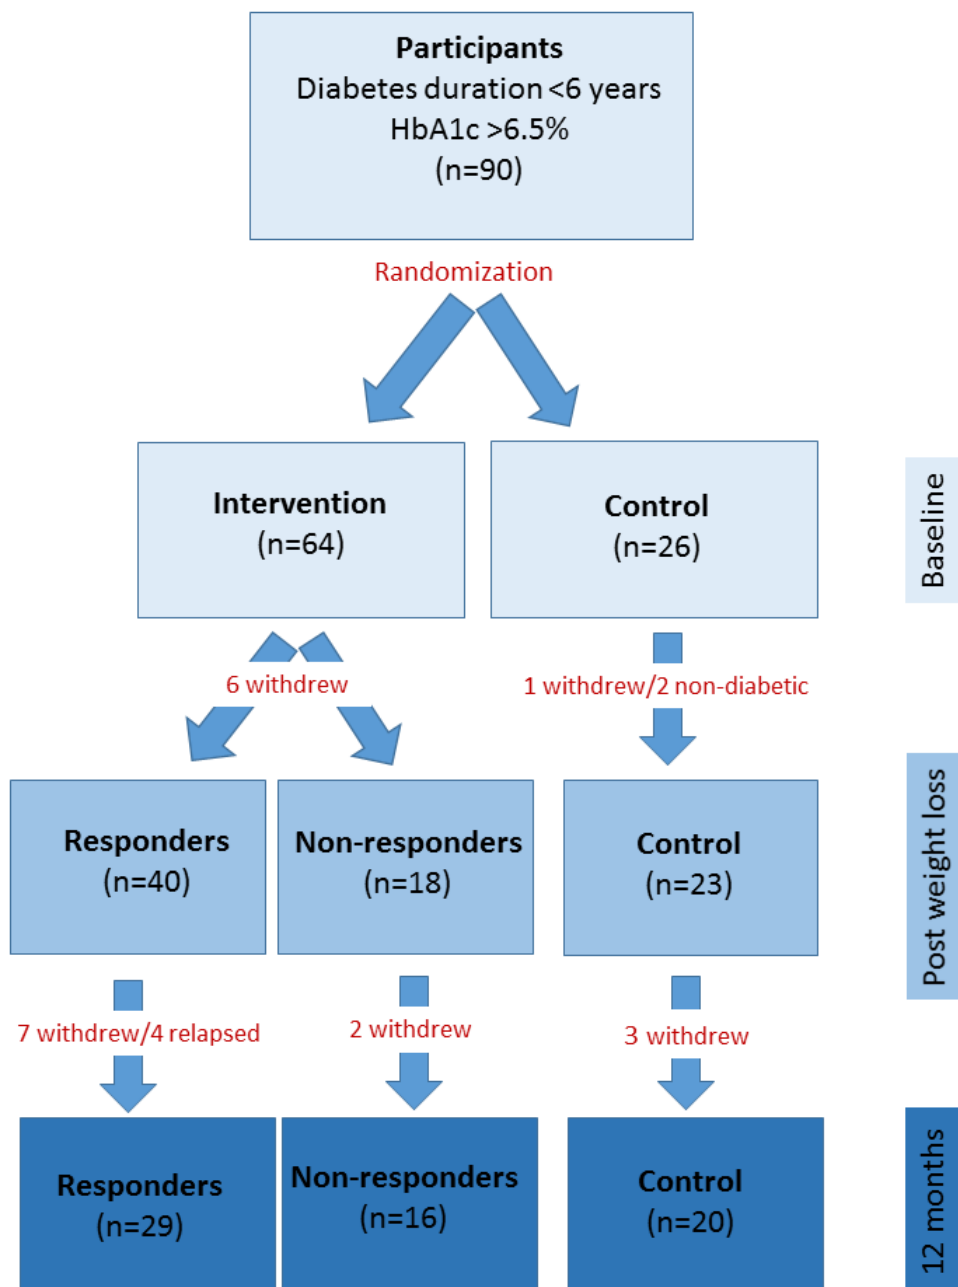 Participants
Diabetes duration <6 years
HbA1c >6.5%
(n=90)
Randomization
Intervention
(n=64)
Control
(n=26)
Baseline
6 withdrew
1 withdrew/2 non-diabetic
Responders
(n=40)
Non-responders
(n=18)
Control
(n=23)
Post weight loss
7 withdrew/4 relapsed
2 withdrew
3 withdrew
Responders
(n=29)
Non-responders
(n=16)
Control
(n=20)
12 months